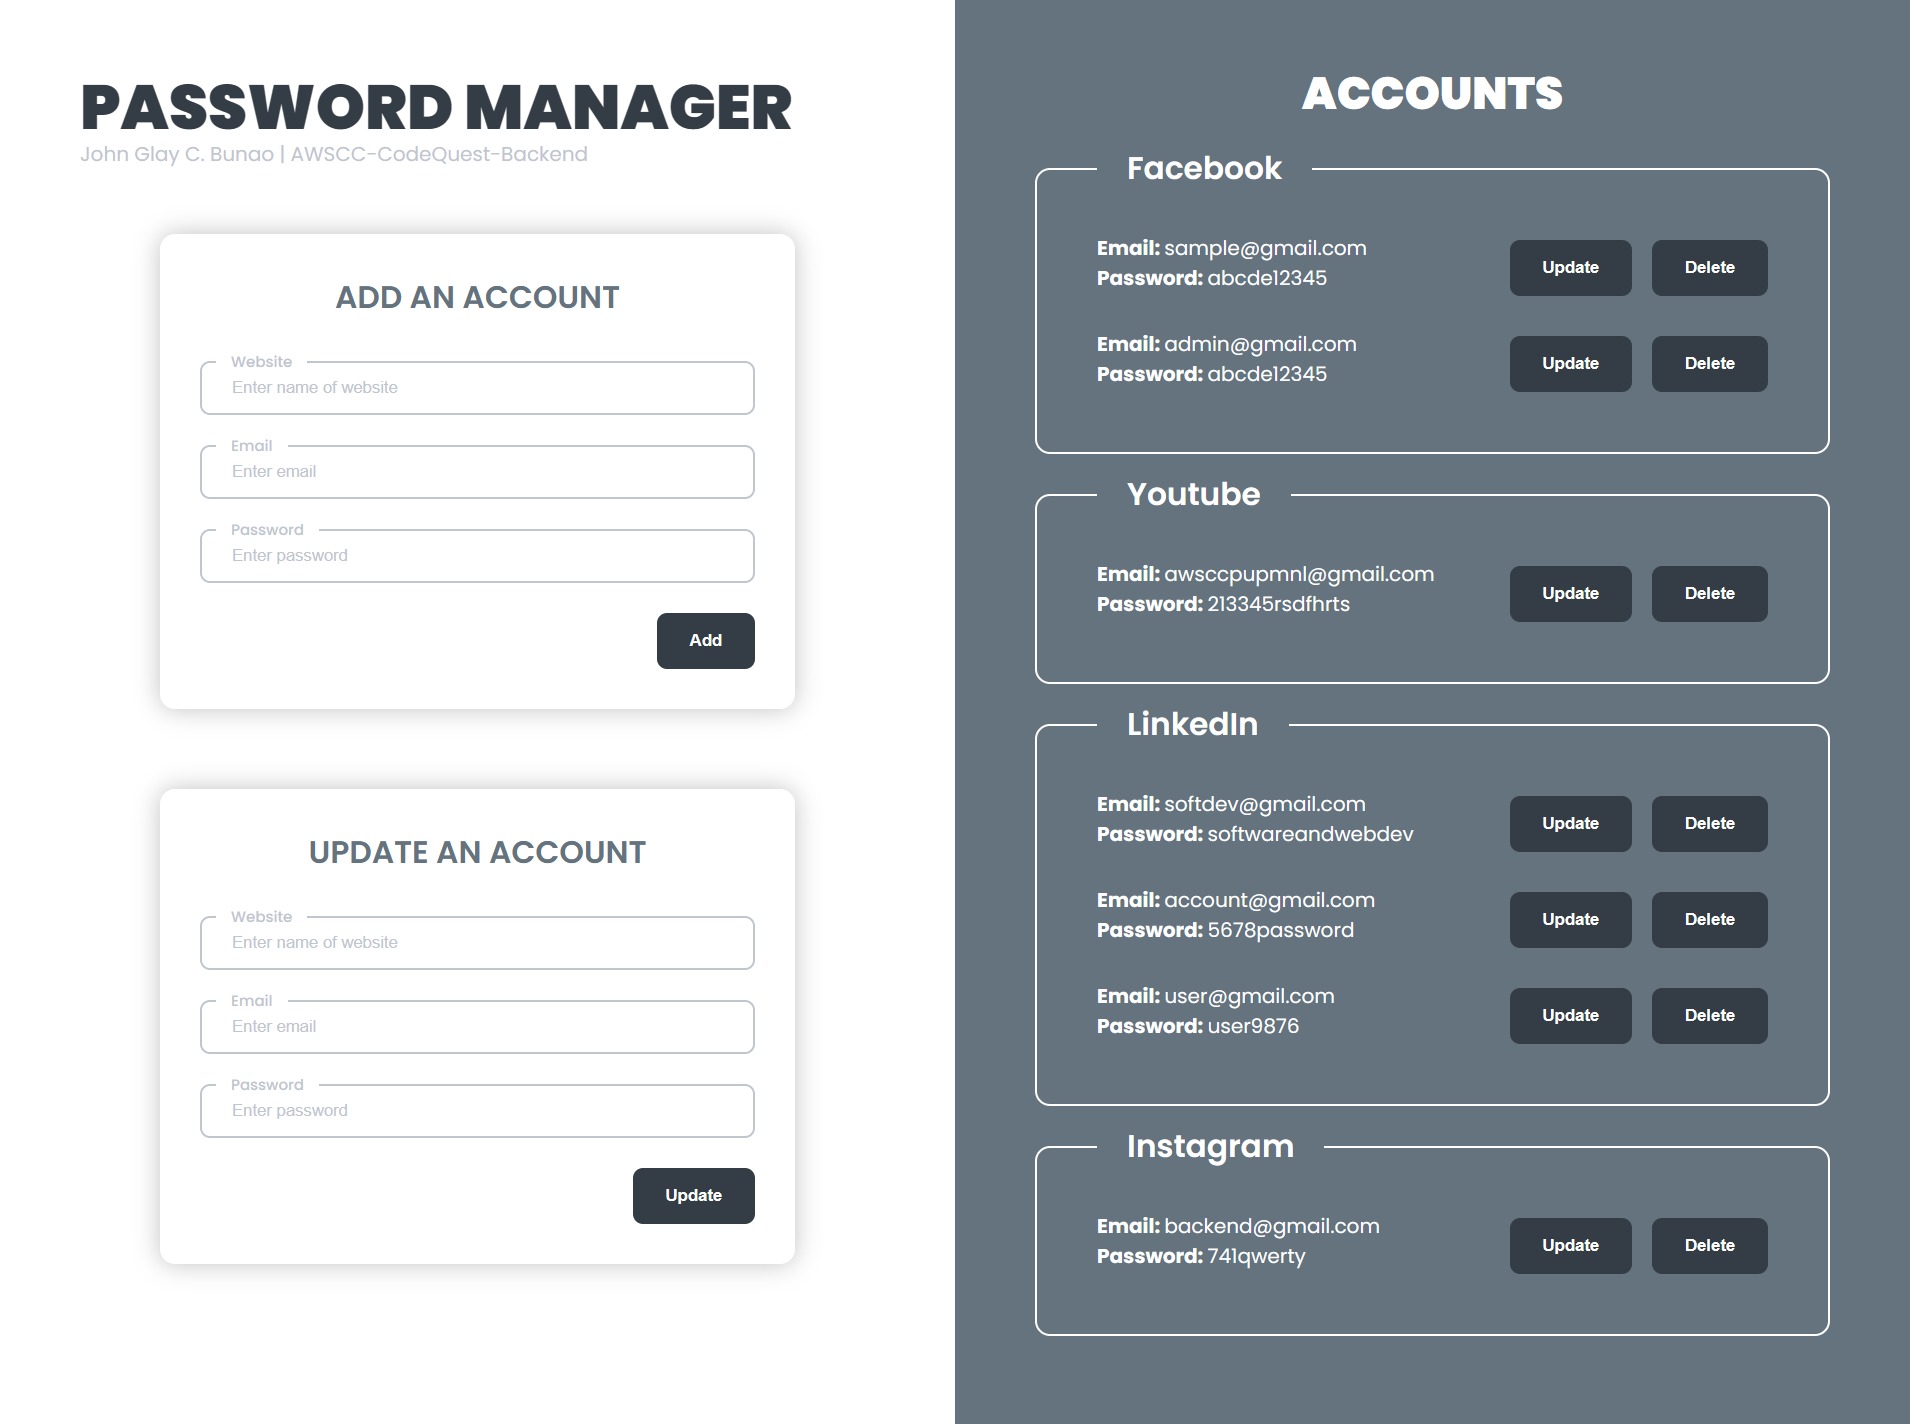 PASSWORD MANAGER
John Glay C. Bunao | AWSCC-CodeQuest-Backend
ADD AN ACCOUNT
Website
Enter name of website
Email
Enter email
Password
Enter password
Add
UPDATE AN ACCOUNT
Website
Enter name of website
Email
Enter email
Password
Enter password
Update
ACCOUNTS
Facebook
Email: sample@gmail.com
Password: abcde12345
Update Delete
Email: admin@gmail.com
Password: abcde12345
Update Delete
Youtube
Email: awsccpupmnl@gmail.com
Password: 213345rsdfhrts
Update Delete
LinkedIn
Email: softdev@gmail.com
Password: softwareandwebdev
Update Delete
Email: account@gmail.com
Password: 5678password
Update Delete
Email: user@gmail.com
Password: user9876
Update Delete
Instagram
Email: backend@gmail.com
Password: 741qwerty
Update Delete